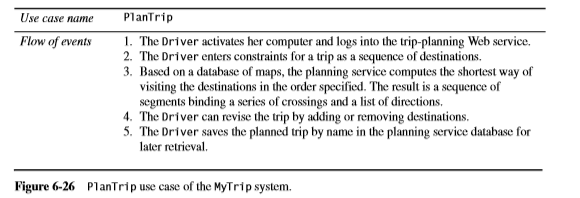 Use case name PlanTrip
Flow of events 1. The Driver activates her computer and logs into the trip-planning Web service.
2. The Driver enters constraints for a trip as a sequence of destinations.
3. Based on a database of maps, the planning service computes the shortest way of
visiting the destinations in the order specified. The result is a sequence of
segments binding a series of crossings and a list of directions.
4. The Driver can revise the trip by adding or removing destinations.
5. The Driver saves the planned trip by name in the planning service database for
later retrieval.
Figure 6-26 PlanTrip use case of the MyTrip system.